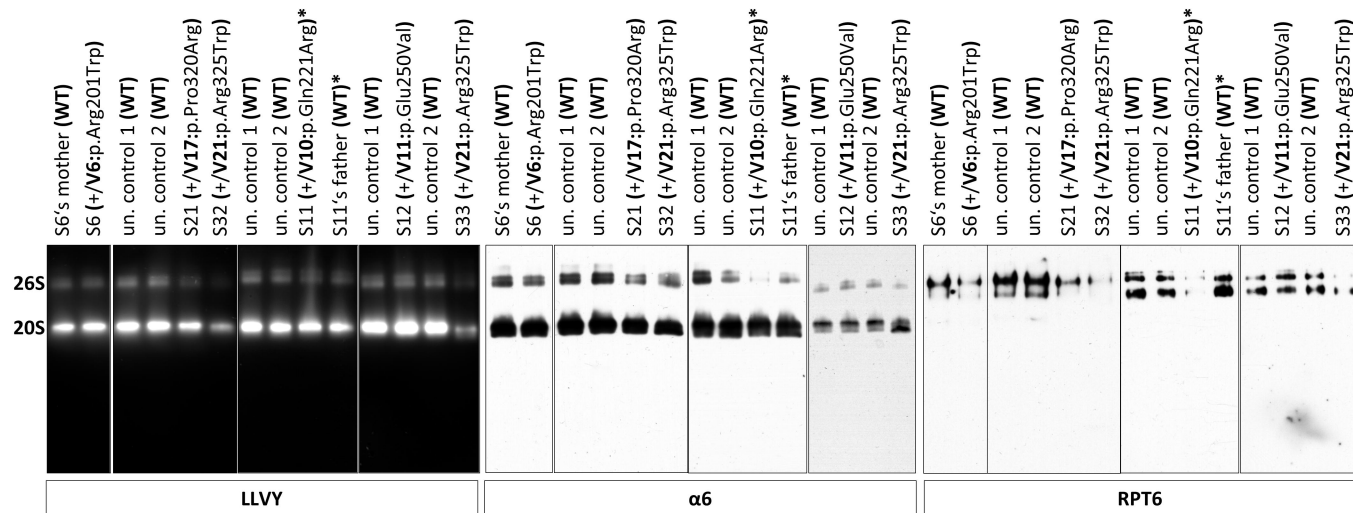 S6‘s mother (WT)
S6 (+/V6:p.Arg201Trp)
un. control 1 (WT)
un. control 2 (WT)
S21 (+/V17:p.Pro320Arg)
S32 (+/V21:p.Arg325Trp)
un. control 1 (WT)
un. control 2 (WT)
S11 (+/V10:p.Gln221Arg)*
S11‘s father (WT)*
un. control 1 (WT)
S12 (+/V11:p.Glu250Val)
un. control 2 (WT)
S33 (+/V21:p.Arg325Trp)
S6‘s mother (WT)
S6 (+/V6:p.Arg201Trp)
un. control 1 (WT)
un. control 2 (WT)
S21 (+/V17:p.Pro320Arg)
S32 (+/V21:p.Arg325Trp)
un. control 1 (WT)
un. control 2 (WT)
S11 (+/V10:p.Gln221Arg)*
S11‘s father (WT)*
un. control 1 (WT)
S12 (+/V11:p.Glu250Val)
un. control 2 (WT)
S33 (+/V21:p.Arg325Trp)
S6‘s mother (WT)
S6 (+/V6:p.Arg201Trp)
un. control 1 (WT)
un. control 2 (WT)
S21 (+/V17:p.Pro320Arg)
S32 (+/V21:p.Arg325Trp)
un. control 1 (WT)
un. control 2 (WT)
S11 (+/V10:p.Gln221Arg)*
S11‘s father (WT)*
un. control 1 (WT)
S12 (+/V11:p.Glu250Val)
un. control 2 (WT)
S33 (+/V21:p.Arg325Trp)
26S
20S
LLVY
α6
RPT6